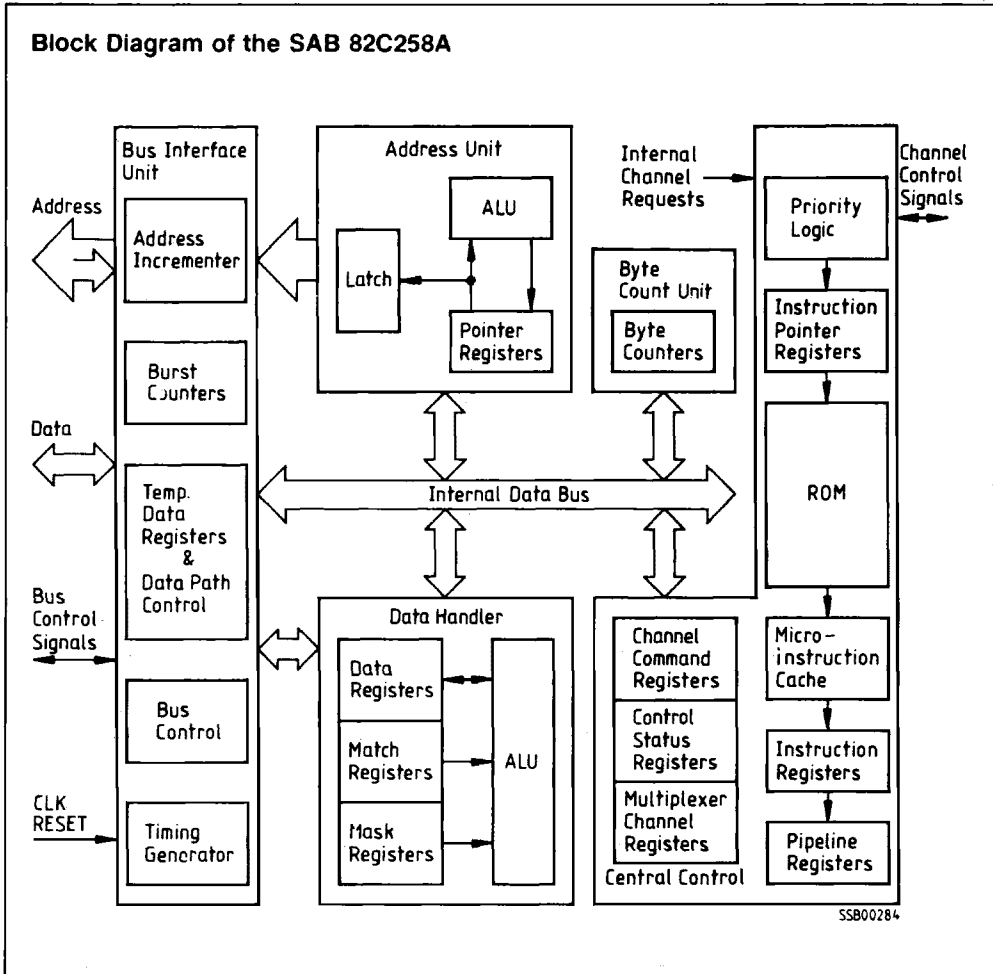 Block Diagram of the SAB 82C258A
Bus Interface
Unit
Address
Address
Incrementer
Burst
Counters
Data
Temp.
Data
Registers
&
Data Path
Control
Bus
Control
Signals
Bus
Control
CLK
RESET
Timing
Generator
Address Unit
ALU
Latch
Pointer
Registers
Internal Data Bus
Data Handler
Data
Registers
Match
Registers
Mask
Registers
ALU
Internal
Channel
Requests
Byte
Count Unit
Byte
Counters
Channel
Control
Signals
Priority
Logic
Instruction
Pointer
Registers
ROM
Micro-
instruction
Cache
Instruction
Registers
Pipeline
Registers
Channel
Command
Registers
Control
Status
Registers
Multiplexer
Channel
Registers
Central Control
SSB00284